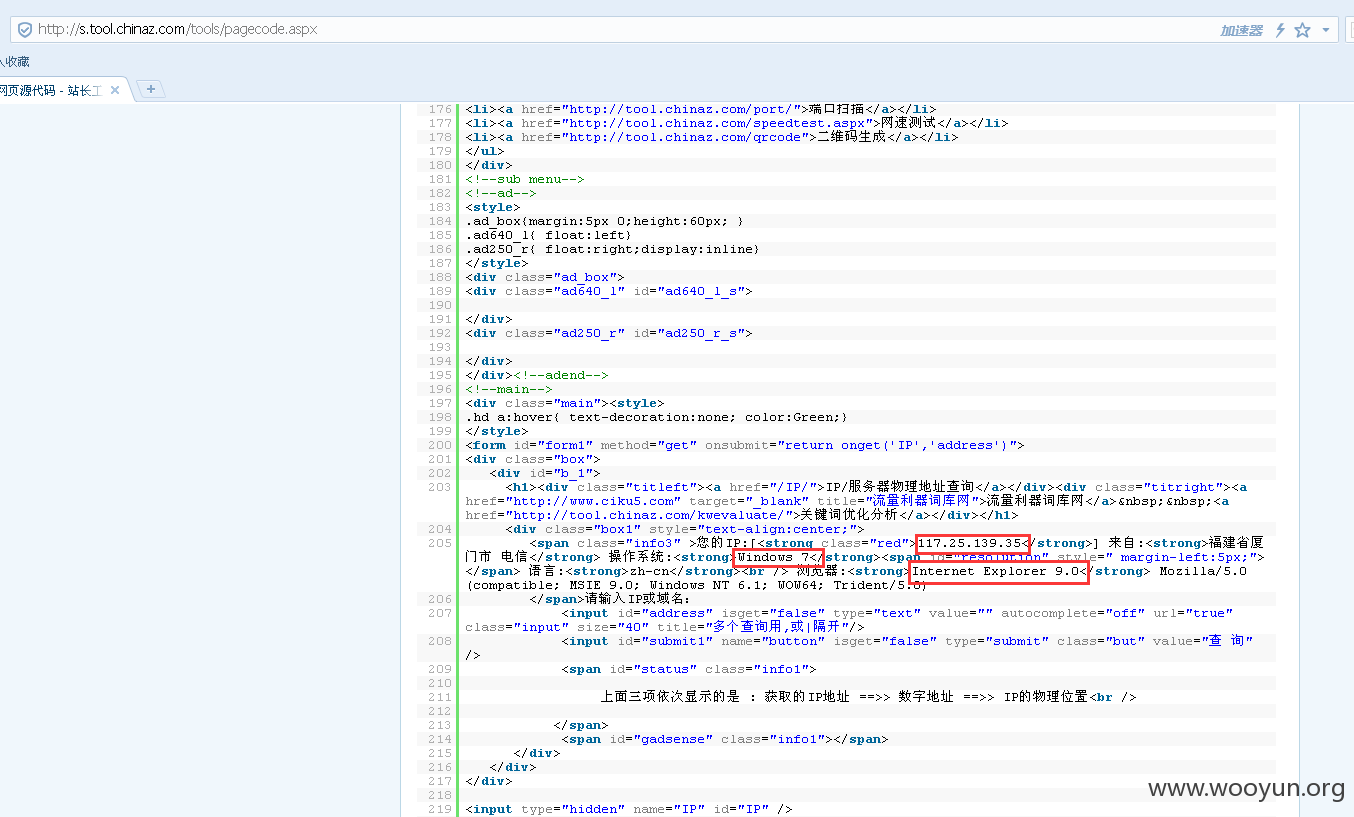 http://s.tool.chinaz.com/tools/pagecode.aspx 加速器
入收藏
网页源代码 - 站长工
176 <li><a href="http://tool.chinaz.com/port/">端口扫描</a></li>
177 <li><a href="http://tool.chinaz.com/speedtest.aspx">网速测试</a></li>
178 <li><a href="http://tool.chinaz.com/qrcode">二维码生成</a></li>
179 </ul>
180 </div>
181 <!--sub menu-->
182 <!--ad-->
183 <style>
184 .ad_box{margin:5px 0;height:60px; }
185 .ad640_l{ float:left}
186 .ad250_r{ float:right;display:inline}
187 </style>
188 <div class="ad_box">
189 <div class="ad640_l" id="ad640_l_s">
190
191 </div>
192 <div class="ad250_r" id="ad250_r_s">
193
194 </div>
195 </div><!--adend-->
196 <!--main-->
197 <div class="main"><style>
198 .hd a:hover{ text-decoration:none; color:Green;}
199 </style>
200 <form id="form1" method="get" onsubmit="return onget('IP','address')">
201 <div class="box">
202 <div id="b_1">
203 <h1><div class="titleft"><a href="/IP/">IP/服务器物理地址查询</a></div><div class="titright"><a
href="http://www.ciku5.com" target="_blank" title="流量利器词库网">流量利器词库网</a>&nbsp;&nbsp;<a
href="http://tool.chinaz.com/kwevaluate/">关键词优化分析</a></div></h1>
204 <div class="box1" style="text-align:center;">
205 <span class="info3" >您的IP:[<strong class="red">117.25.139.35</strong>] 来自:<strong>福建省厦
门市 电信</strong> 操作系统:<strong>Windows 7</strong><span id="resolution" style=" margin-left:5px;">
</span> 语言:<strong>zh-cn</strong><br /> 浏览器:<strong>Internet Explorer 9.0</strong> Mozilla/5.0
(compatible; MSIE 9.0; Windows NT 6.1; WOW64; Trident/5.0)
206 </span>请输入IP或域名:
207 <input id="address" isget="false" type="text" value="" autocomplete="off" url="true"
class="input" size="40" title="多个查询用,或|隔开"/>
208 <input id="submit1" name="button" isget="false" type="submit" class="but" value="查 询"
/>
209 <span id="status" class="info1">
210
211 上面三项依次显示的是 : 获取的IP地址 ==>> 数字地址 ==>> IP的物理位置<br />
212
213 </span>
214 <span id="gadsense" class="info1"></span>
215 </div>
216 </div>
217 </div>
218
219 <input type="hidden" name="IP" id="IP" />
www.wooyun.org